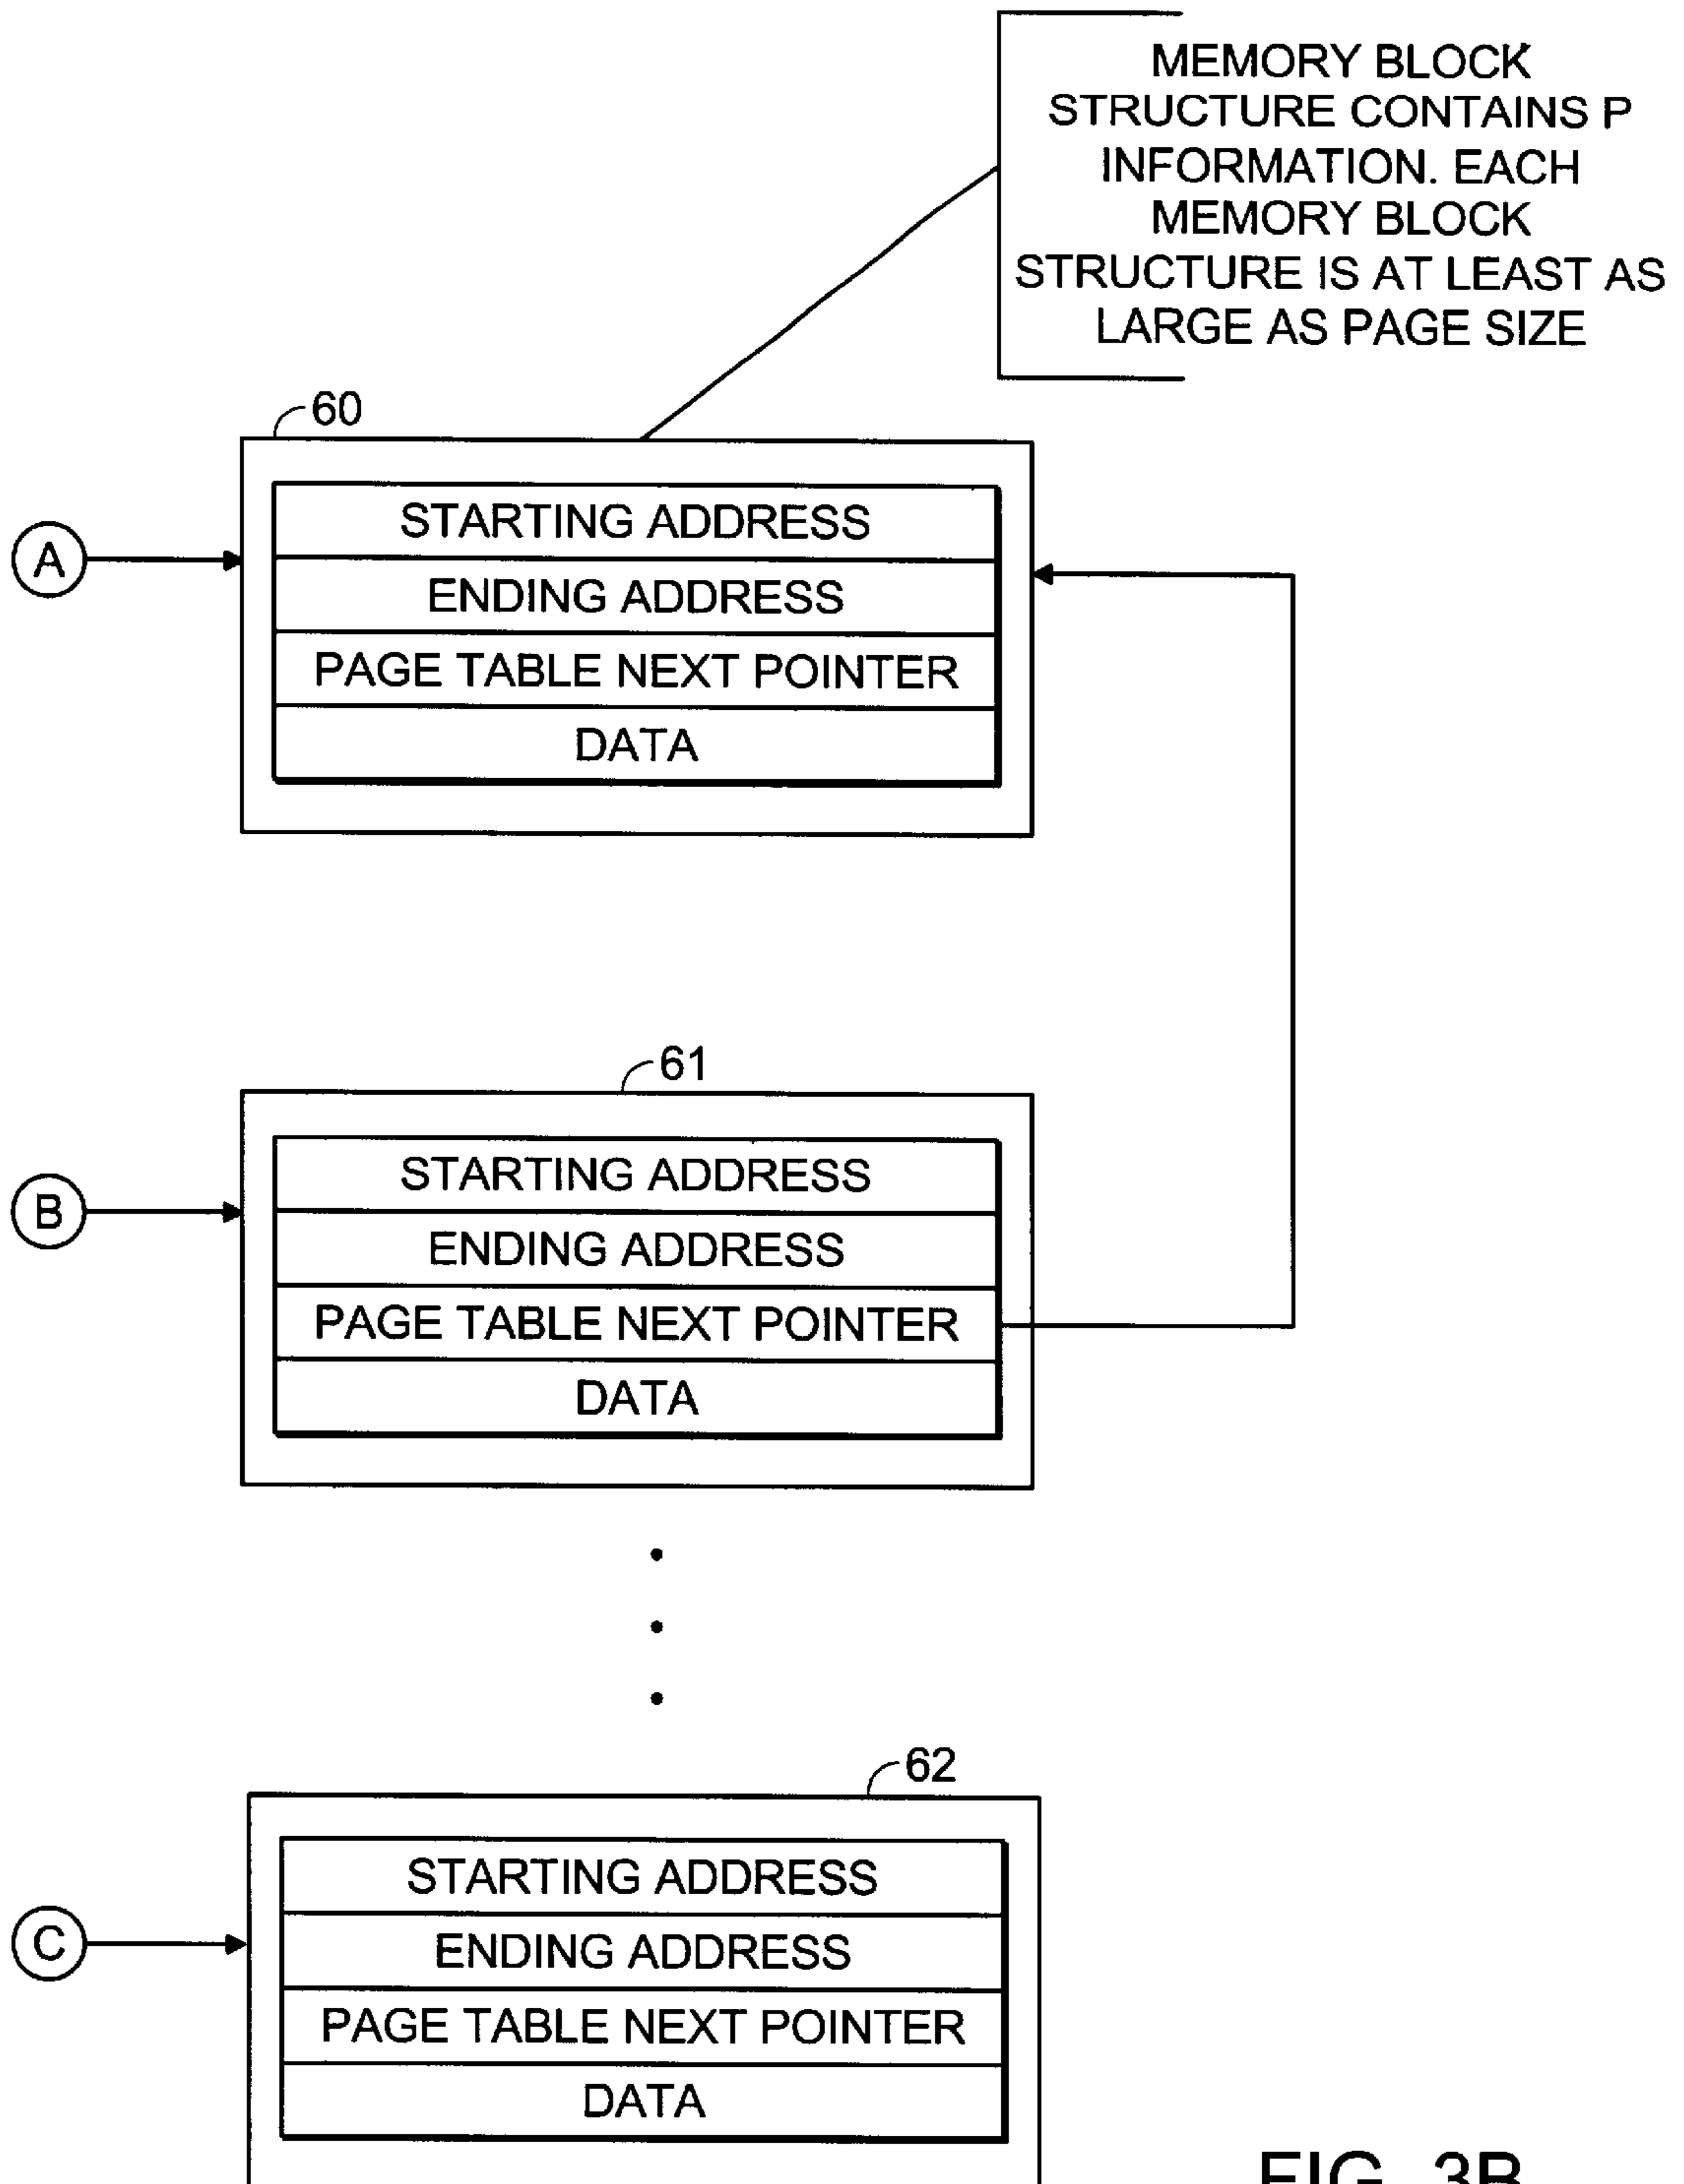 MEMORY BLOCK
STRUCTURE CONTAINS P
INFORMATION. EACH
MEMORY BLOCK
STRUCTURE IS AT LEAST AS
LARGE AS PAGE SIZE
60
A
STARTING ADDRESS
ENDING ADDRESS
PAGE TABLE NEXT POINTER
DATA
61
B
STARTING ADDRESS
ENDING ADDRESS
PAGE TABLE NEXT POINTER
DATA
62
C
STARTING ADDRESS
ENDING ADDRESS
PAGE TABLE NEXT POINTER
DATA
FIG. 3B